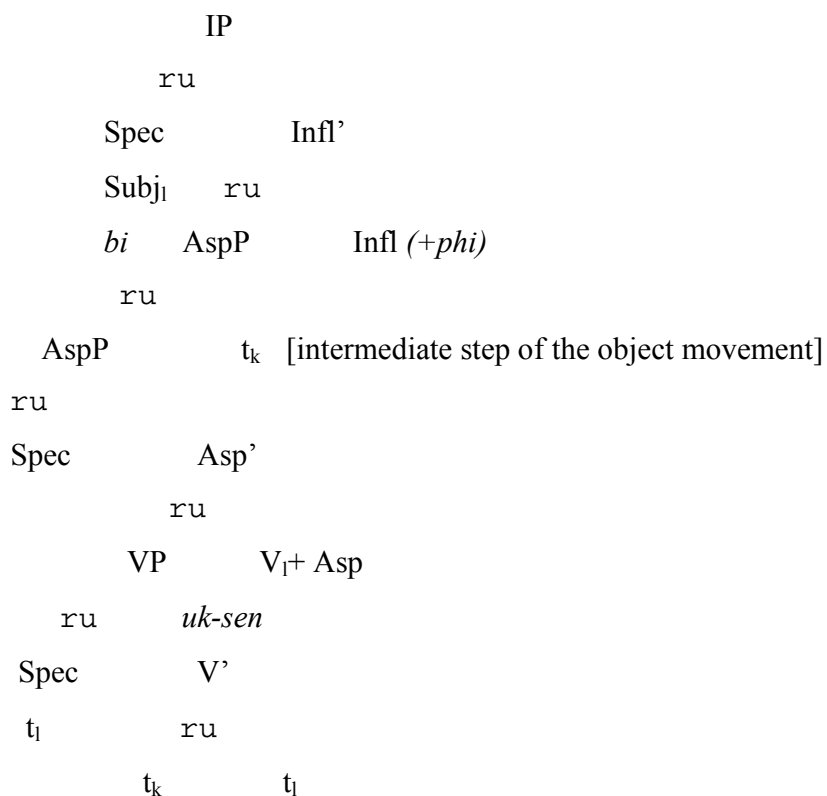 IP
ru
Spec Infl’
Subjl ru
bi AspP Infl (+phi)
ru
AspP tk [intermediate step of the object movement]
ru
Spec Asp’
ru
VP Vl+ Asp
ru uk-sen
Spec V’
tl ru
tk tl